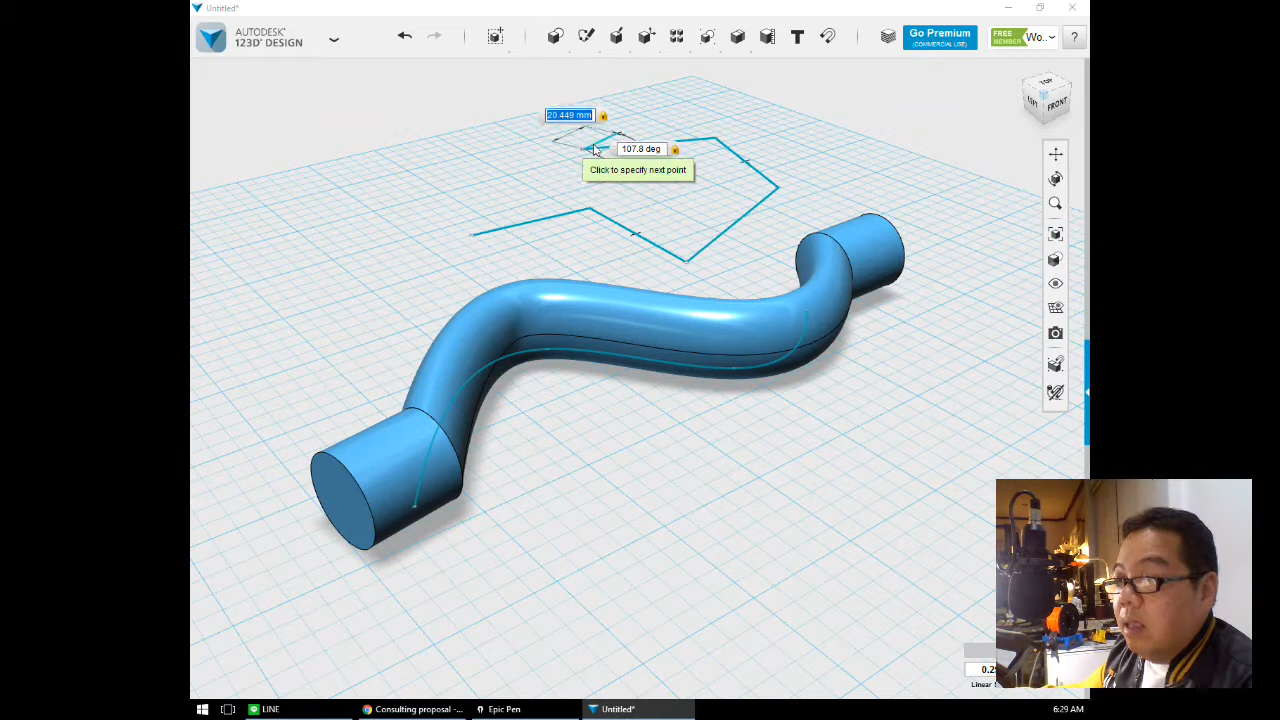 Untitled*
AUTODESK®
123D® DESIGN
T
Go Premium
(COMMERCIAL USE)
FREE
MEMBER
Wo..
?
20.449 mm
107.8 deg
Click to specify next point
TOP
FRONT
Linear
LINE
Consulting proposal -...
Epic Pen
Untitled*
6:29 AM